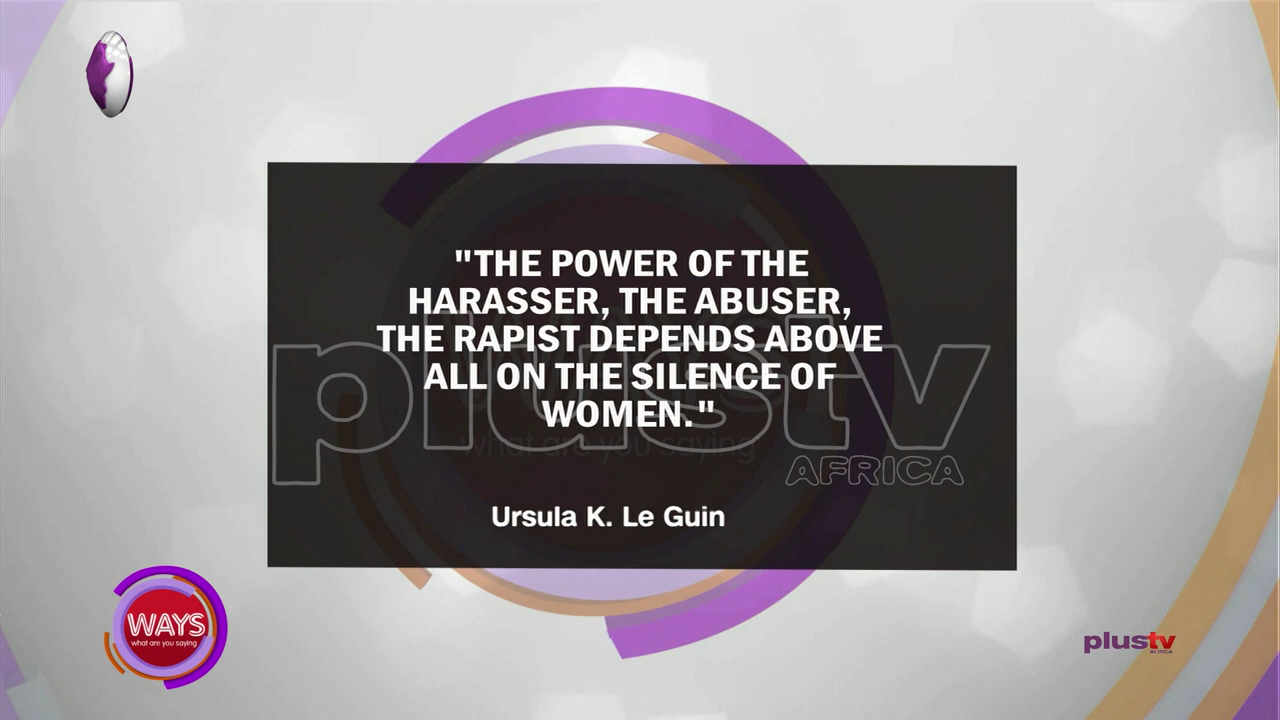 "THE POWER OF THE
HARASSER, THE ABUSER,
THE RAPIST DEPENDS ABOVE
ALL ON THE SILENCE OF
WOMEN."
plustv
what are you saying
AFRICA
Ursula K. Le Guin
WAYS
what are you saying
plustv
AFRICA